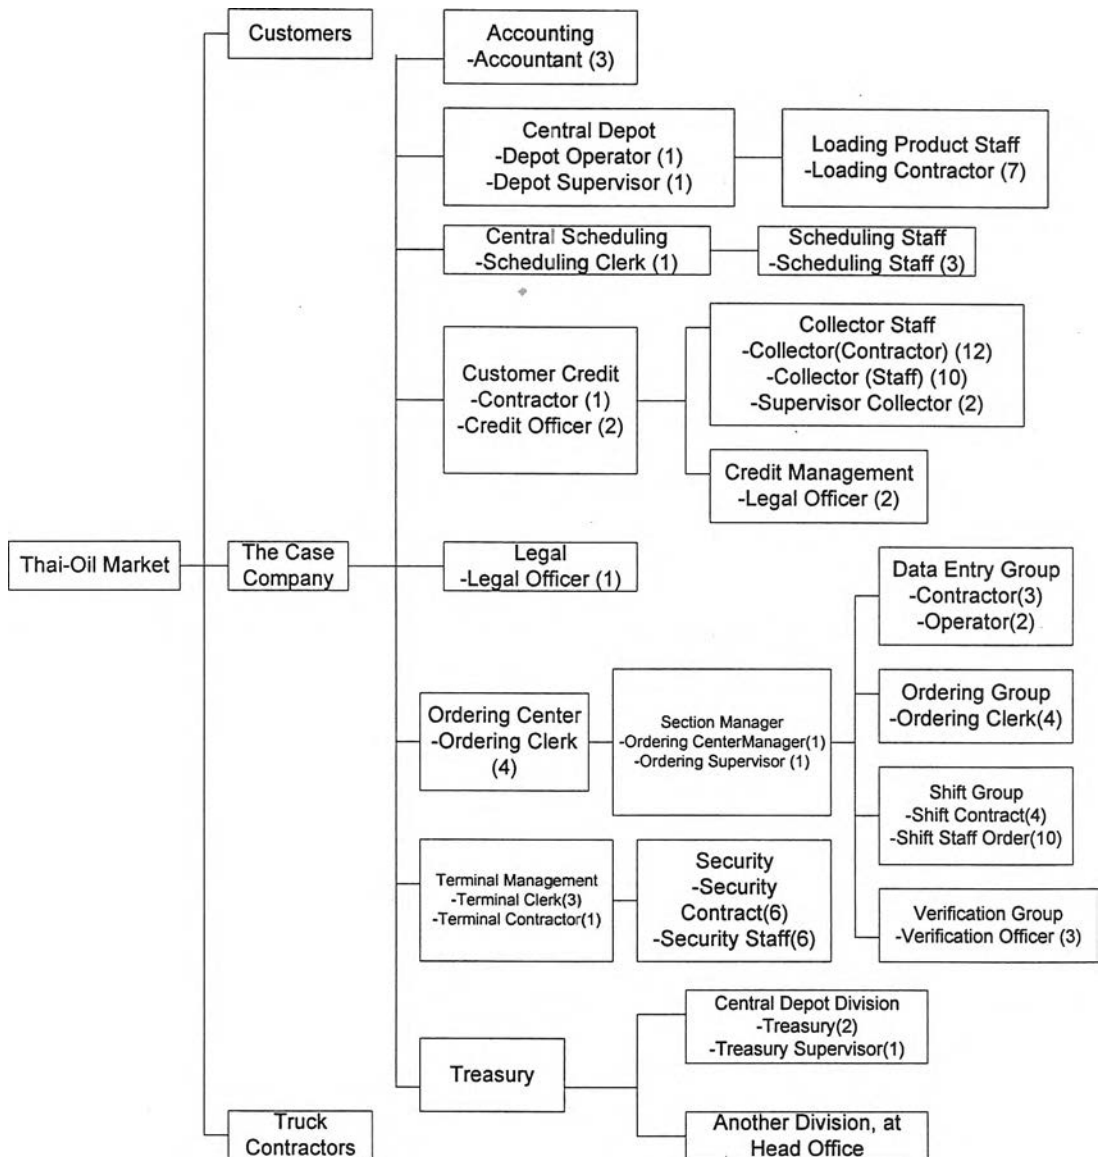 Customers
Accounting
-Accountant (3)
Central Depot
-Depot Operator (1)
-Depot Supervisor (1)
Loading Product Staff
-Loading Contractor (7)
Central Scheduling
-Scheduling Clerk (1)
Scheduling Staff
-Scheduling Staff (3)
Customer Credit
-Contractor (1)
-Credit Officer (2)
Collector Staff
-Collector(Contractor) (12)
-Collector (Staff) (10)
-Supervisor Collector (2)
Credit Management
-Legal Officer (2)
Thai-Oil Market
The Case
Company
Legal
-Legal Officer (1)
Ordering Center
-Ordering Clerk
(4)
Section Manager
-Ordering CenterManager(1)
-Ordering Supervisor (1)
Data Entry Group
-Contractor(3)
-Operator(2)
Ordering Group
-Ordering Clerk(4)
Shift Group
-Shift Contract(4)
-Shift Staff Order(10)
Verification Group
-Verification Officer (3)
Terminal Management
-Terminal Clerk(3)
-Terminal Contractor(1)
Security
-Security
Contract(6)
-Security Staff(6)
Treasury
Central Depot Division
-Treasury(2)
-Treasury Supervisor(1)
Another Division, at
Head Office
Truck
Contractors